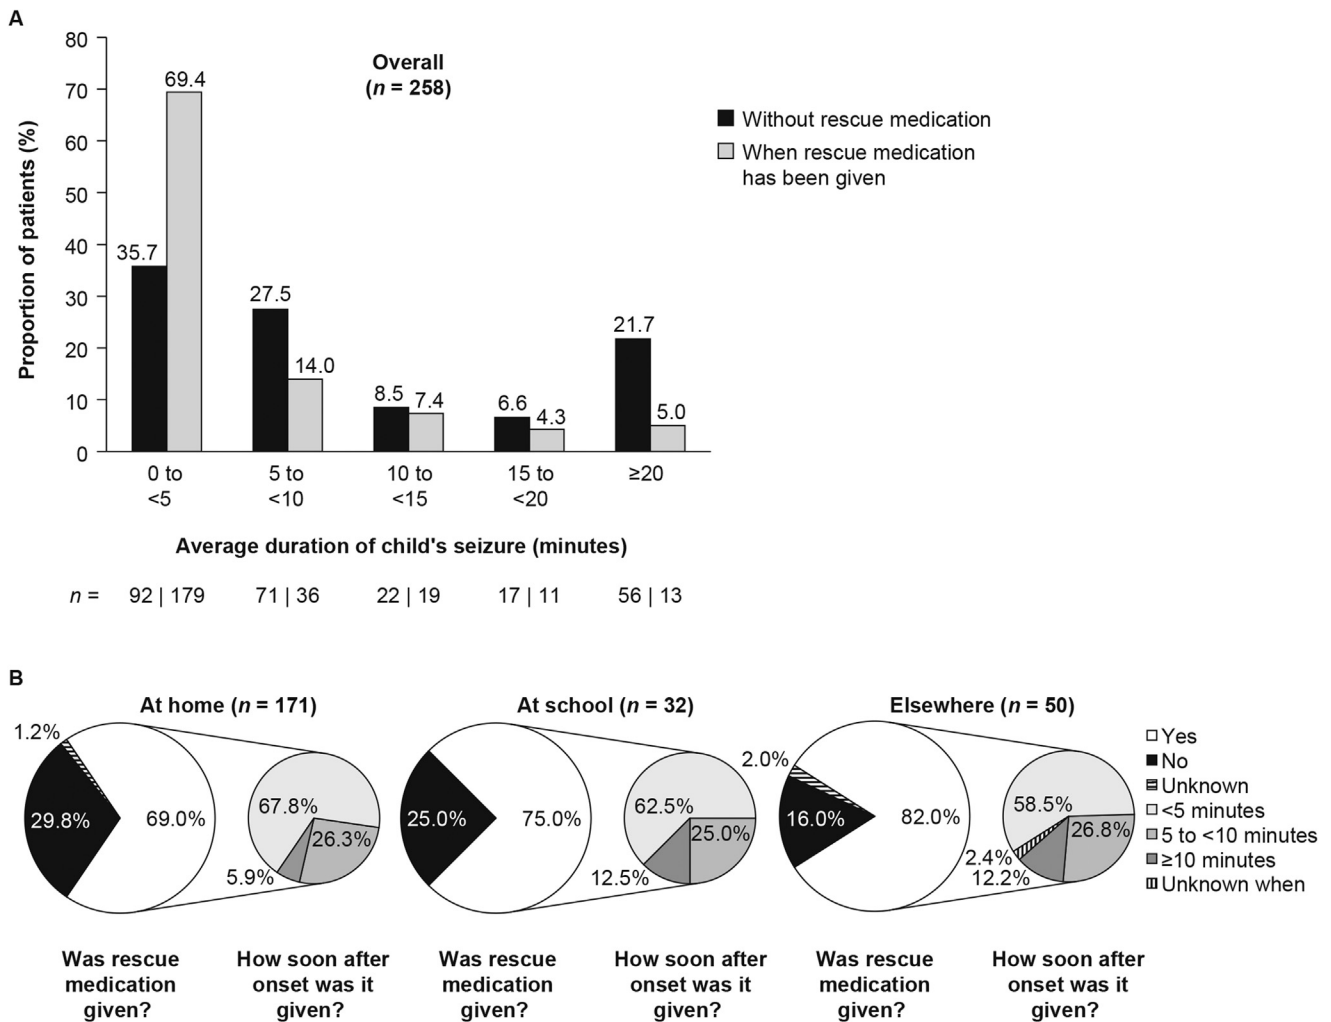 A
80
70
60
50
40
30
20
10
0
Proportion of patients (%)
Overall
(n = 258)
Without rescue medication
When rescue medication
has been given
35.7
69.4
27.5
14.0
8.5
7.4
6.6
4.3
21.7
5.0
0 to
<5
5 to
<10
10 to
<15
15 to
<20
≥20
Average duration of child's seizure (minutes)
n = 92 | 179 71 | 36 22 | 19 17 | 11 56 | 13
B
At home (n = 171)
1.2%
29.8%
69.0%
67.8%
26.3%
5.9%
Was rescue
medication
given?
How soon after
onset was it
given?
At school (n = 32)
25.0%
75.0%
62.5%
25.0%
12.5%
Was rescue
medication
given?
How soon after
onset was it
given?
Elsewhere (n = 50)
2.0%
16.0%
82.0%
58.5%
26.8%
2.4%
12.2%
Was rescue
medication
given?
How soon after
onset was it
given?
Yes
No
Unknown
<5 minutes
5 to <10 minutes
≥10 minutes
Unknown when